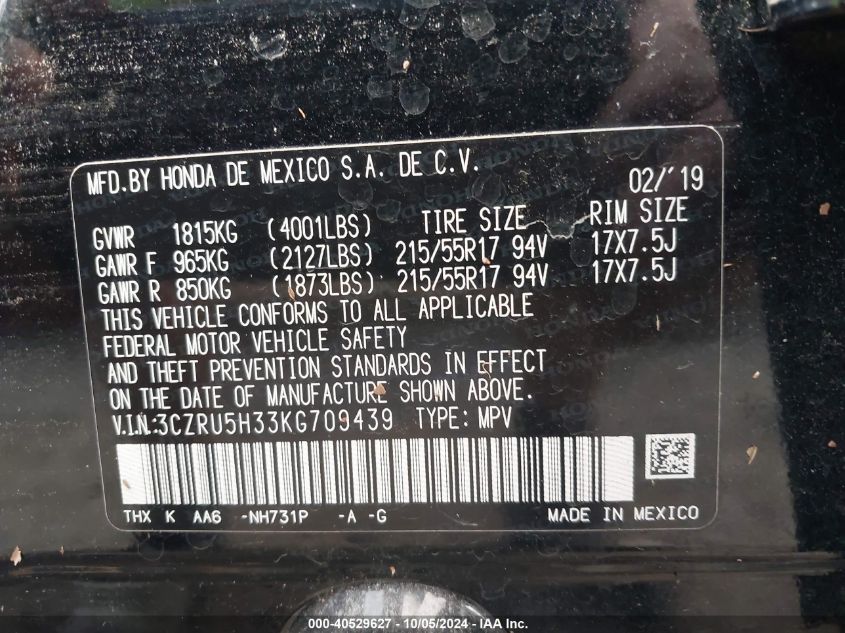 MFD.BY HONDA DE MEXICO S.A. DE C.V.
02/'19
GVWR 1815KG (4001LBS) TIRE SIZE RIM SIZE
GAWR F 965KG (2127LBS) 215/55R17 94V 17X7.5J
GAWR R 850KG (1873LBS) 215/55R17 94V 17X7.5J
THIS VEHICLE CONFORMS TO ALL APPLICABLE
FEDERAL MOTOR VEHICLE SAFETY
AND THEFT PREVENTION STANDARDS IN EFFECT
ON THE DATE OF MANUFACTURE SHOWN ABOVE.
V.I.N.:3CZRU5H33KG709439 TYPE: MPV
THX K AA6 -NH731P -A -G MADE IN MEXICO
000-40529627 - 10/05/2024 - IAA Inc.